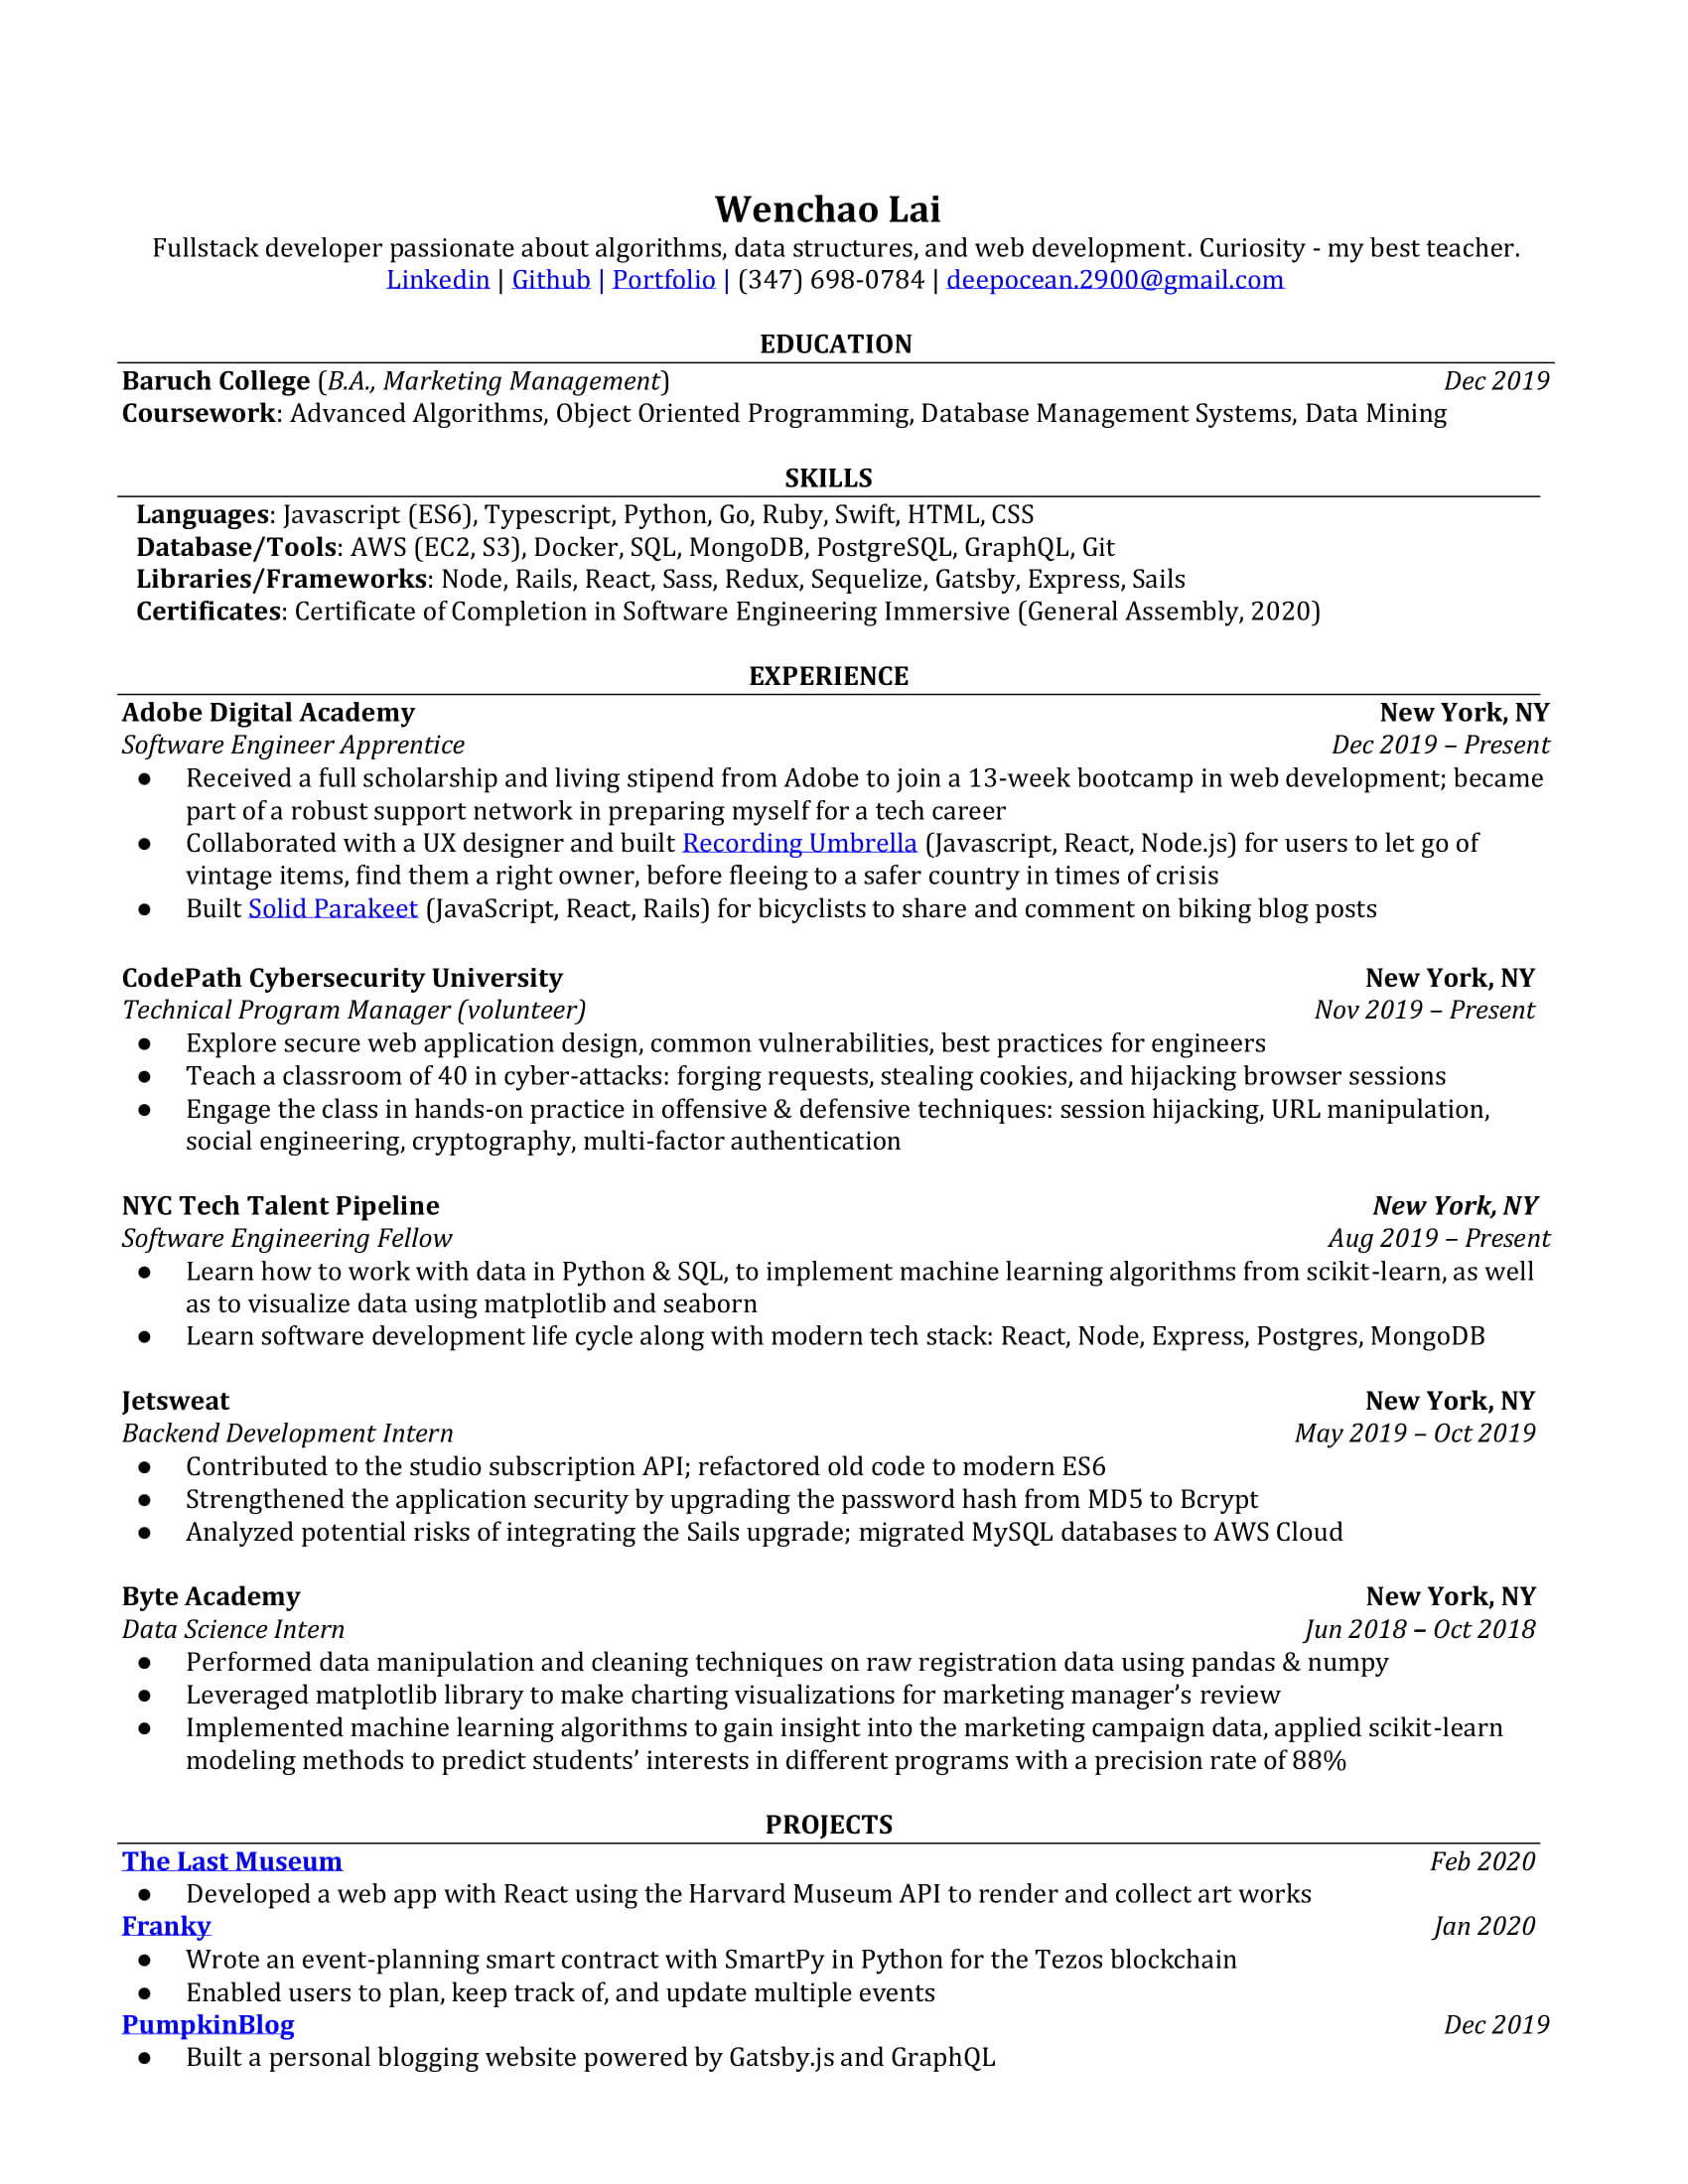 Wenchao Lai
Fullstack developer passionate about algorithms, data structures, and web development. Curiosity - my best teacher.
Linkedin | Github | Portfolio | (347) 698-0784 | deepocean.2900@gmail.com
EDUCATION
Baruch College (B.A., Marketing Management) Dec 2019
Coursework: Advanced Algorithms, Object Oriented Programming, Database Management Systems, Data Mining
SKILLS
Languages: Javascript (ES6), Typescript, Python, Go, Ruby, Swift, HTML, CSS
Database/Tools: AWS (EC2, S3), Docker, SQL, MongoDB, PostgreSQL, GraphQL, Git
Libraries/Frameworks: Node, Rails, React, Sass, Redux, Sequelize, Gatsby, Express, Sails
Certificates: Certificate of Completion in Software Engineering Immersive (General Assembly, 2020)
EXPERIENCE
Adobe Digital Academy New York, NY
Software Engineer Apprentice Dec 2019 – Present
● Received a full scholarship and living stipend from Adobe to join a 13-week bootcamp in web development; became
part of a robust support network in preparing myself for a tech career
● Collaborated with a UX designer and built Recording Umbrella (Javascript, React, Node.js) for users to let go of
vintage items, find them a right owner, before fleeing to a safer country in times of crisis
● Built Solid Parakeet (JavaScript, React, Rails) for bicyclists to share and comment on biking blog posts
CodePath Cybersecurity University New York, NY
Technical Program Manager (volunteer) Nov 2019 – Present
● Explore secure web application design, common vulnerabilities, best practices for engineers
● Teach a classroom of 40 in cyber-attacks: forging requests, stealing cookies, and hijacking browser sessions
● Engage the class in hands-on practice in offensive & defensive techniques: session hijacking, URL manipulation,
social engineering, cryptography, multi-factor authentication
NYC Tech Talent Pipeline New York, NY
Software Engineering Fellow Aug 2019 – Present
● Learn how to work with data in Python & SQL, to implement machine learning algorithms from scikit-learn, as well
as to visualize data using matplotlib and seaborn
● Learn software development life cycle along with modern tech stack: React, Node, Express, Postgres, MongoDB
Jetsweat New York, NY
Backend Development Intern May 2019 – Oct 2019
● Contributed to the studio subscription API; refactored old code to modern ES6
● Strengthened the application security by upgrading the password hash from MD5 to Bcrypt
● Analyzed potential risks of integrating the Sails upgrade; migrated MySQL databases to AWS Cloud
Byte Academy New York, NY
Data Science Intern Jun 2018 – Oct 2018
● Performed data manipulation and cleaning techniques on raw registration data using pandas & numpy
● Leveraged matplotlib library to make charting visualizations for marketing manager’s review
● Implemented machine learning algorithms to gain insight into the marketing campaign data, applied scikit-learn
modeling methods to predict students’ interests in different programs with a precision rate of 88%
PROJECTS
The Last Museum Feb 2020
● Developed a web app with React using the Harvard Museum API to render and collect art works
Franky Jan 2020
● Wrote an event-planning smart contract with SmartPy in Python for the Tezos blockchain
● Enabled users to plan, keep track of, and update multiple events
PumpkinBlog Dec 2019
● Built a personal blogging website powered by Gatsby.js and GraphQL